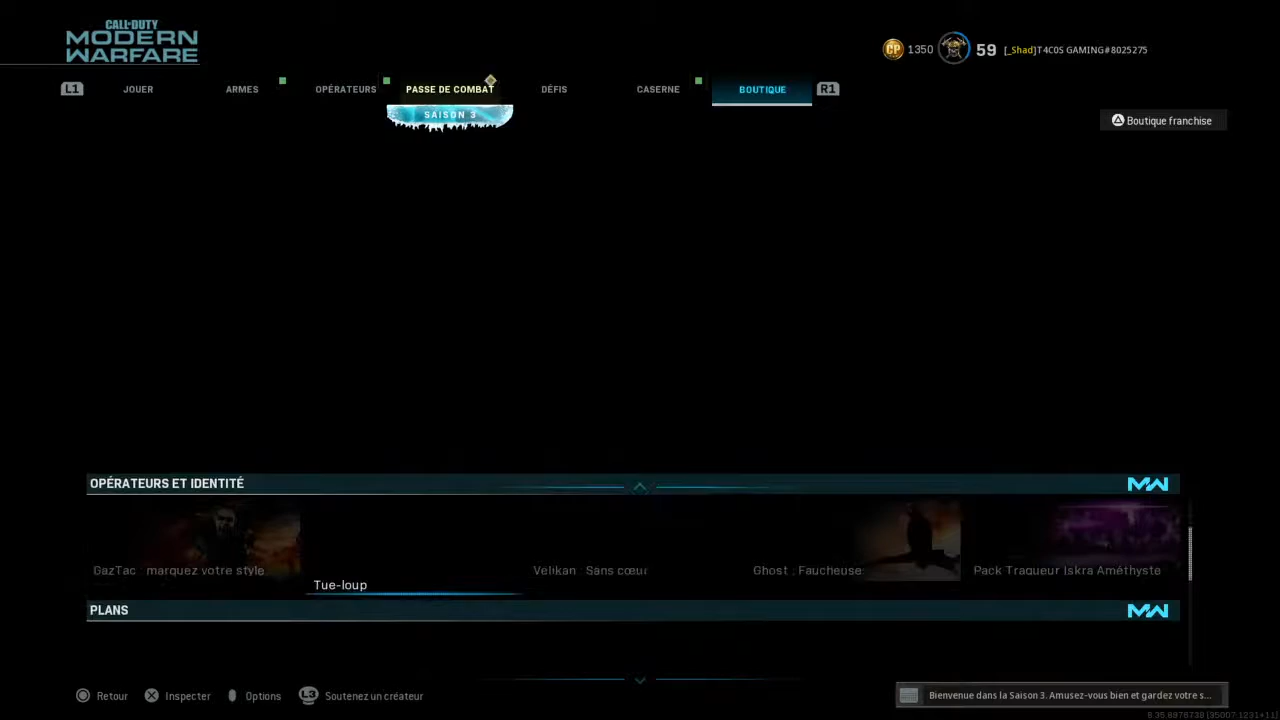 CALL OF DUTY
MODERN
WARFARE
CP 1350 59 [_Shad]T4C0S GAMING#8025275
L1 JOUER ARMES OPÉRATEURS PASSE DE COMBAT DÉFIS CASERNE BOUTIQUE R1
SAISON 3
Boutique franchise
OPÉRATEURS ET IDENTITÉ MW
GazTac : marquez votre style
Velikan : Sans cœur
Ghost : Faucheuse
Pack Traqueur Iskra Améthyste
Tue-loup
PLANS MW
Retour Inspecter Options L3 Soutenez un créateur
Bienvenue dans la Saison 3. Amusez-vous bien et gardez votre s...